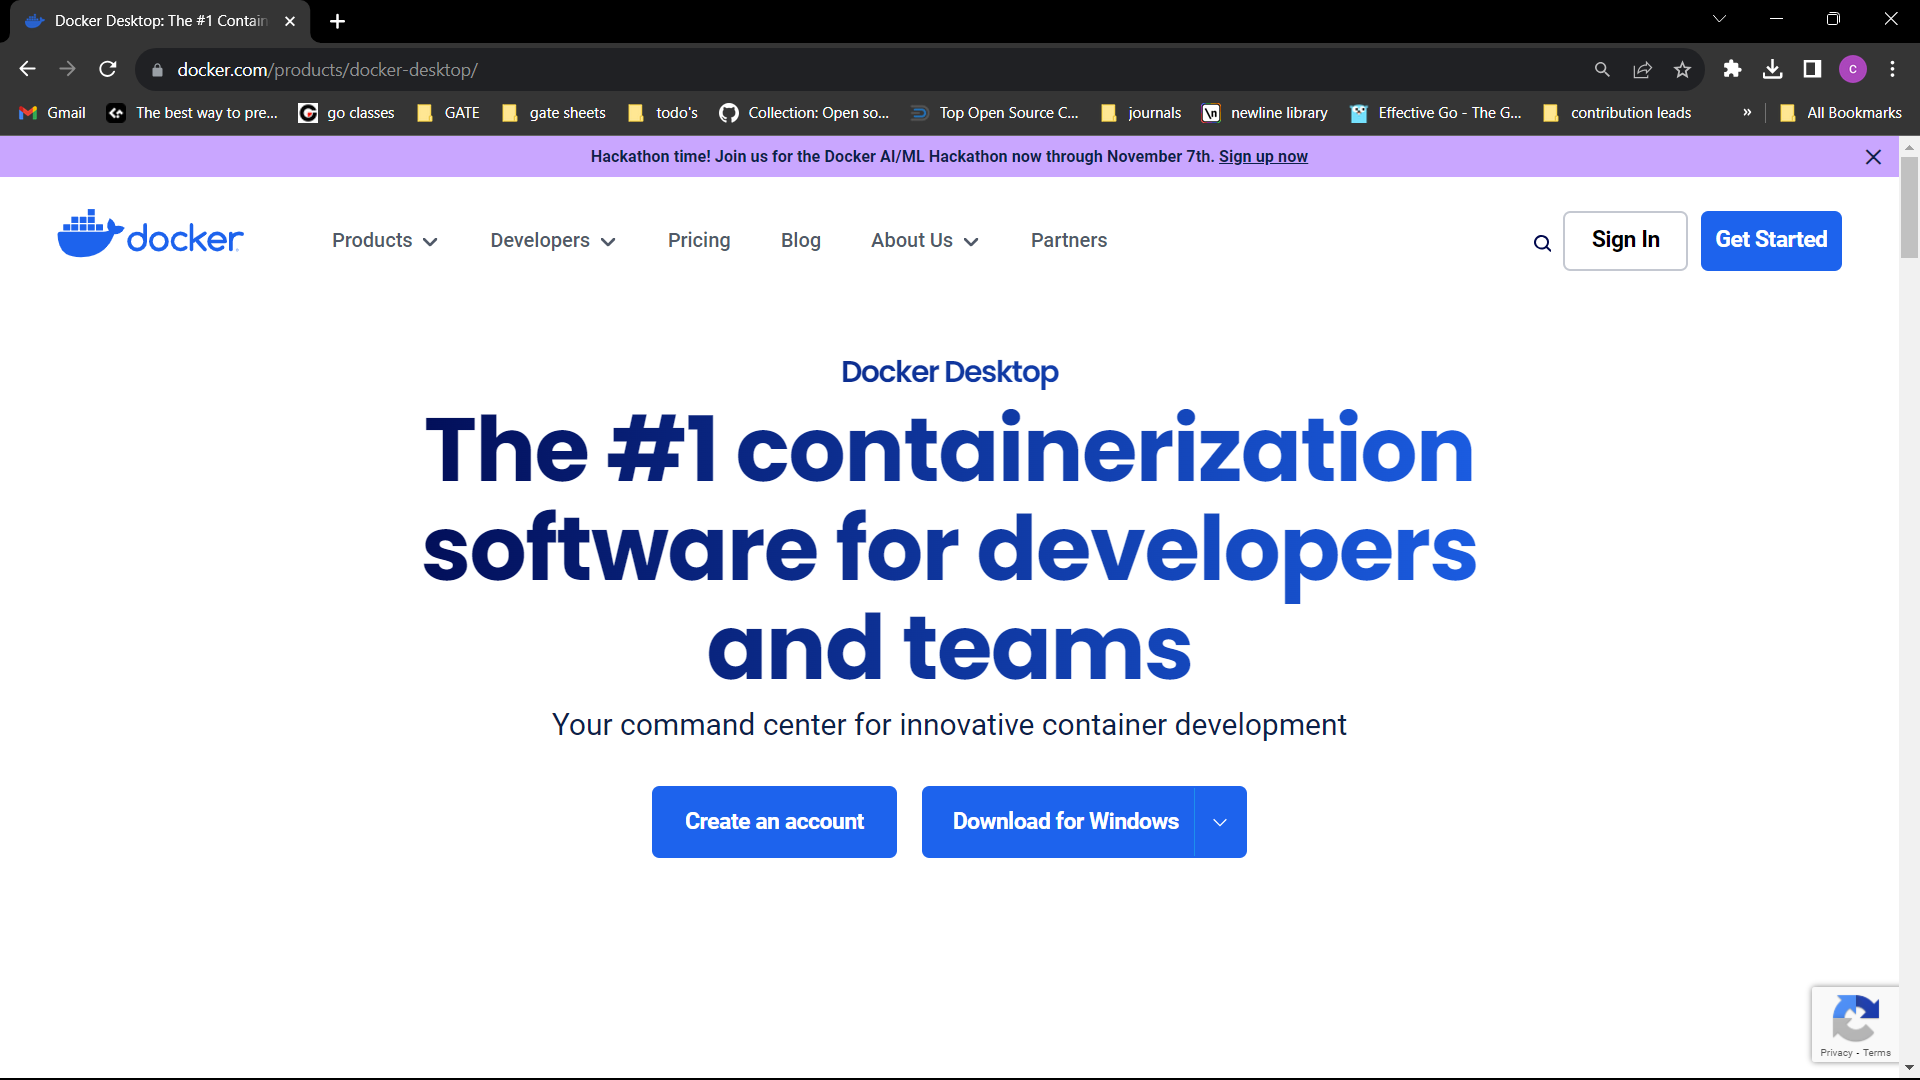 Docker Desktop: The #1 Contain
docker.com/products/docker-desktop/
C
Gmail
The best way to pre...
go classes
GATE
gate sheets
todo's
Collection: Open so...
Top Open Source C...
journals
\n newline library
Effective Go - The G...
contribution leads
»
All Bookmarks
Hackathon time! Join us for the Docker AI/ML Hackathon now through November 7th. Sign up now
docker
Products
Developers
Pricing
Blog
About Us
Partners
Sign In
Get Started
Docker Desktop
The #1 containerization
software for developers
and teams
Your command center for innovative container development
Create an account
Download for Windows
Privacy - Terms